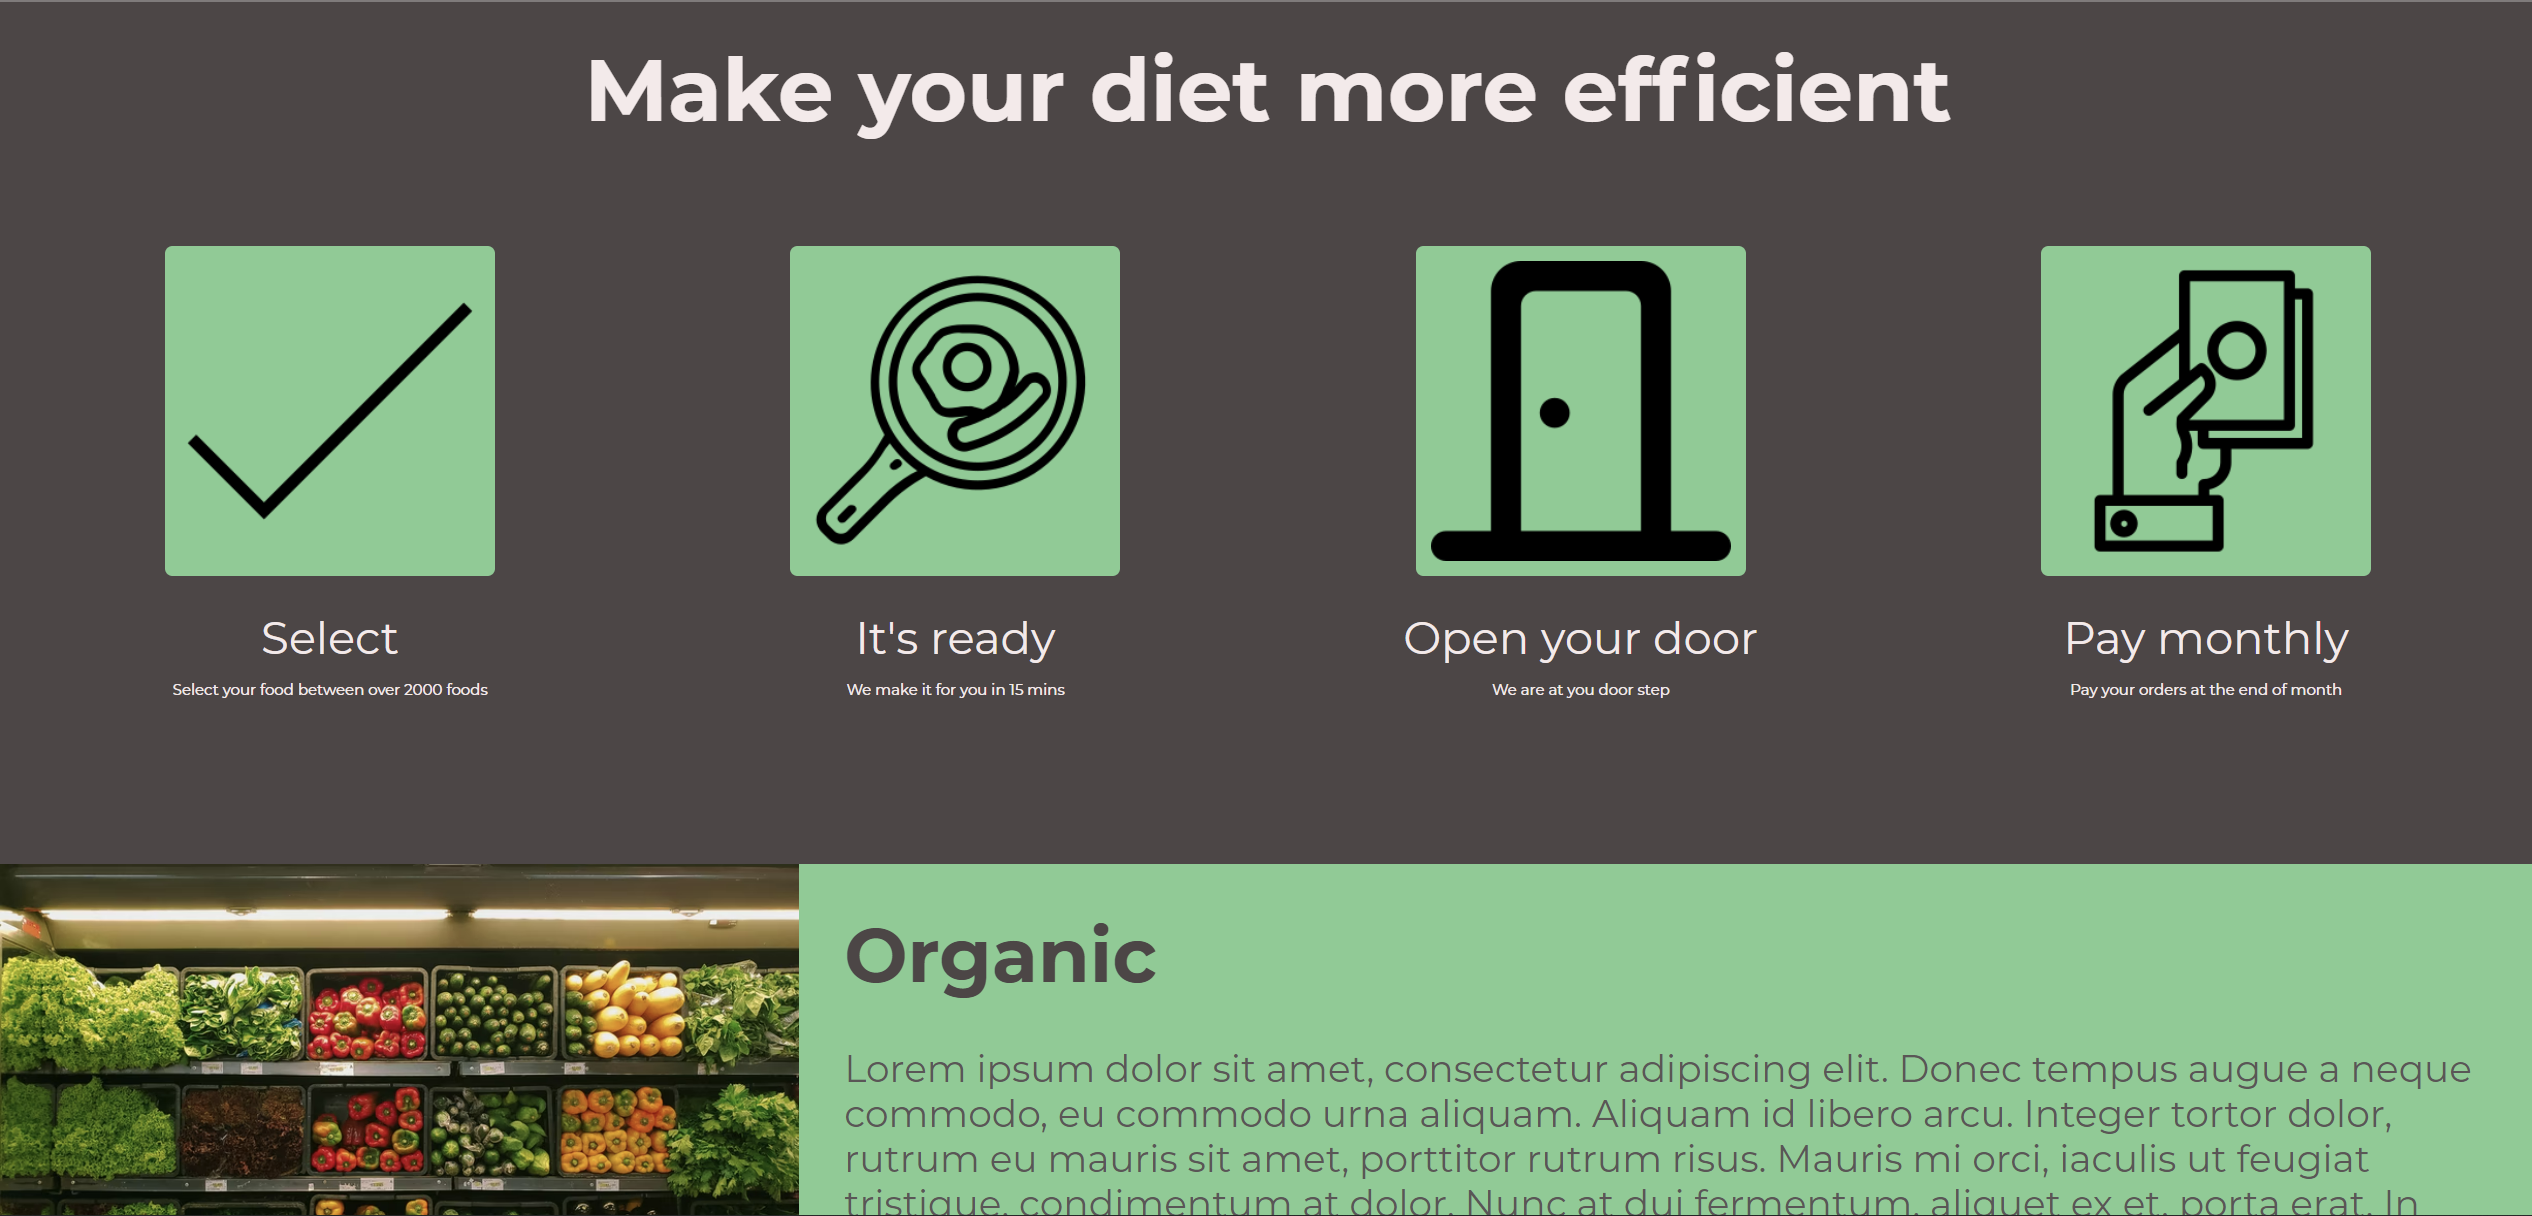 Make your diet more efficient
Select
Select your food between over 2000 foods
It's ready
We make it for you in 15 mins
Open your door
We are at you door step
Pay monthly
Pay your orders at the end of month
Organic
Lorem ipsum dolor sit amet, consectetur adipiscing elit. Donec tempus augue a neque
commodo, eu commodo urna aliquam. Aliquam id libero arcu. Integer tortor dolor,
rutrum eu mauris sit amet, porttitor rutrum risus. Mauris mi orci, iaculis ut feugiat
tristique, condimentum at dolor. Nunc at dui fermentum, aliquet ex et, porta erat. In